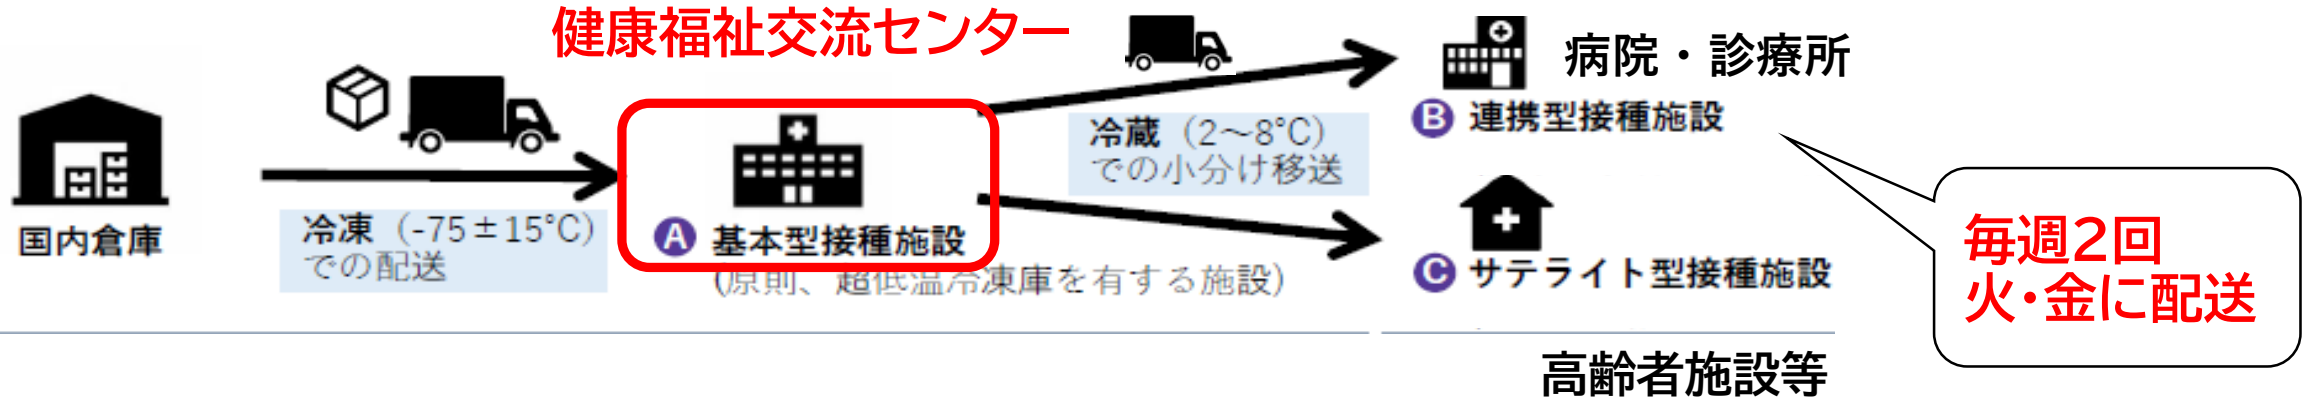 健康福祉交流センター
病院・診療所
B 連携型接種施設
冷蔵（2～8°C）
での小分け移送
国内倉庫
冷凍（-75±15°C）
での配送
A 基本型接種施設
(原則、超低温冷凍庫を有する施設)
C サテライト型接種施設
毎週2回
火・金に配送
高齢者施設等